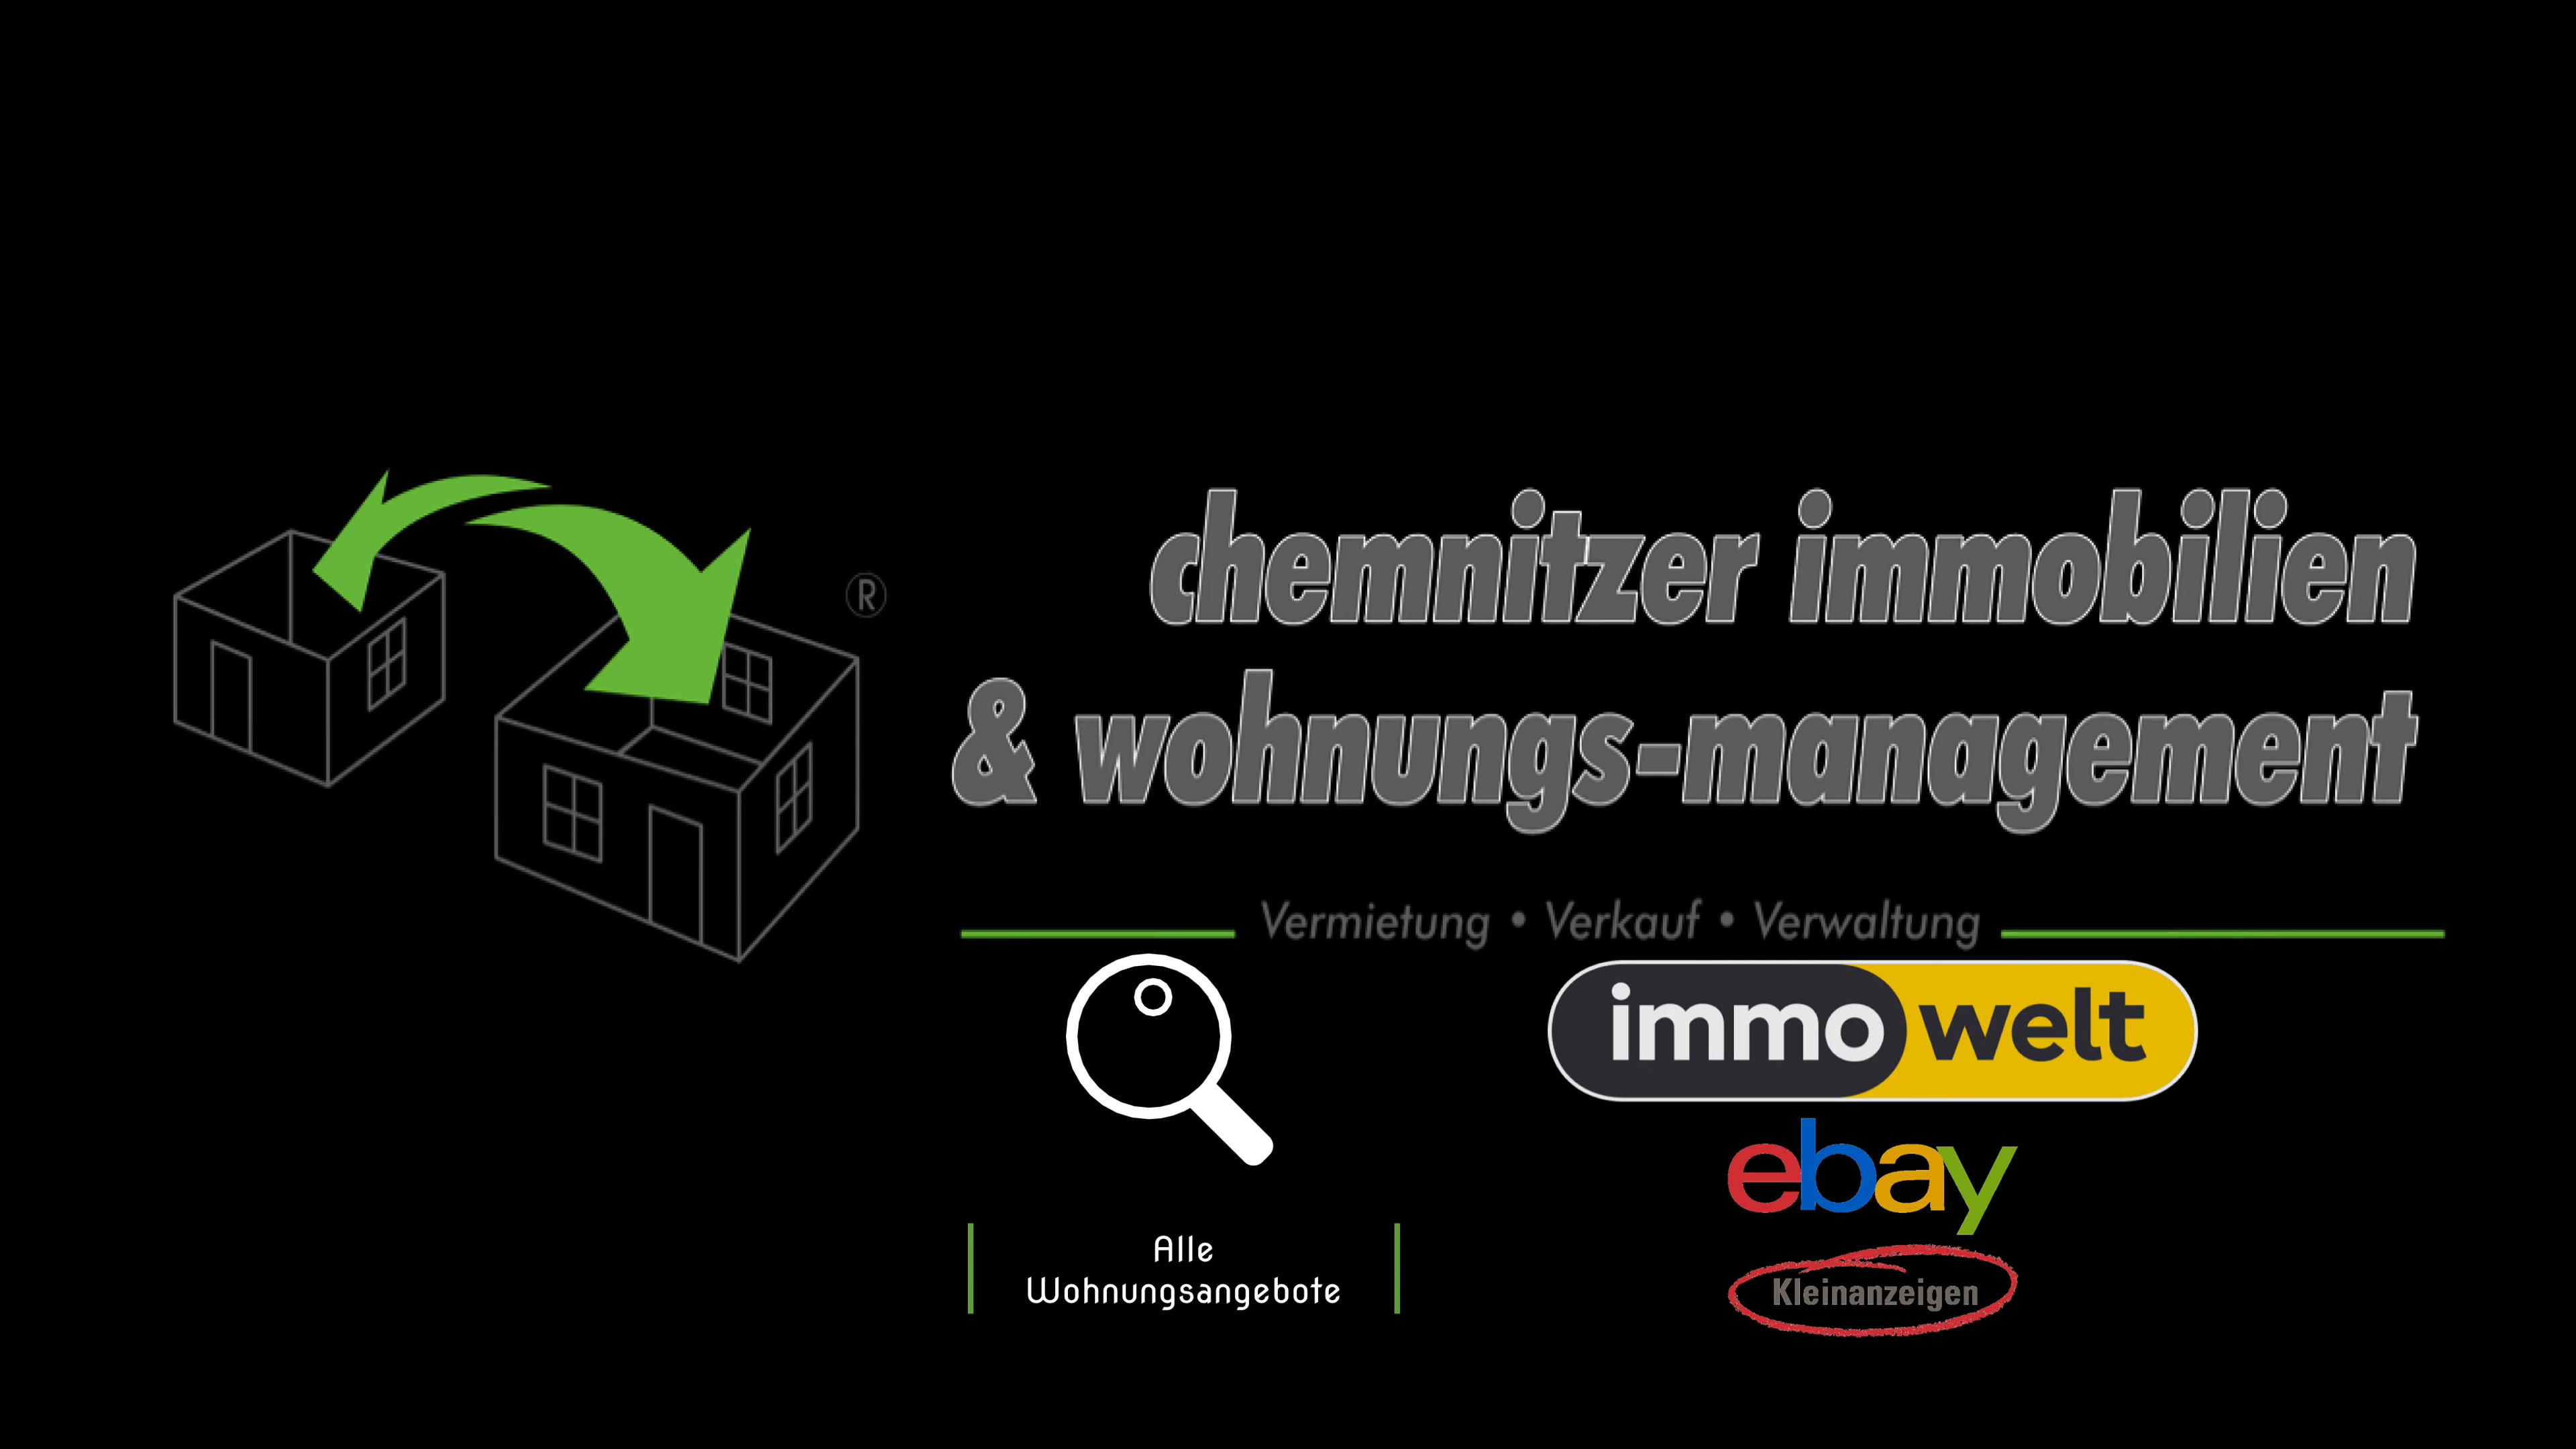 ®
chemnitzer immobilien
& wohnungs-management
Vermietung • Verkauf • Verwaltung
immowelt
ebay
Kleinanzeigen
Alle
Wohnungsangebote